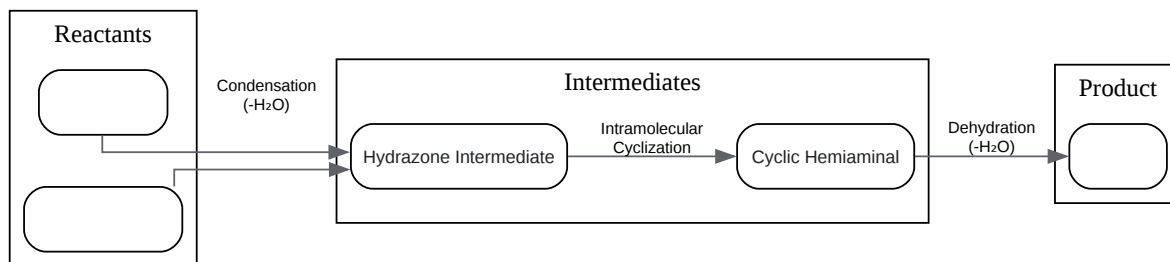 Reactants
Condensation
(-H₂O)
Intermediates
Hydrazone Intermediate
Intramolecular
Cyclization
Cyclic Hemiaminal
Dehydration
(-H₂O)
Product